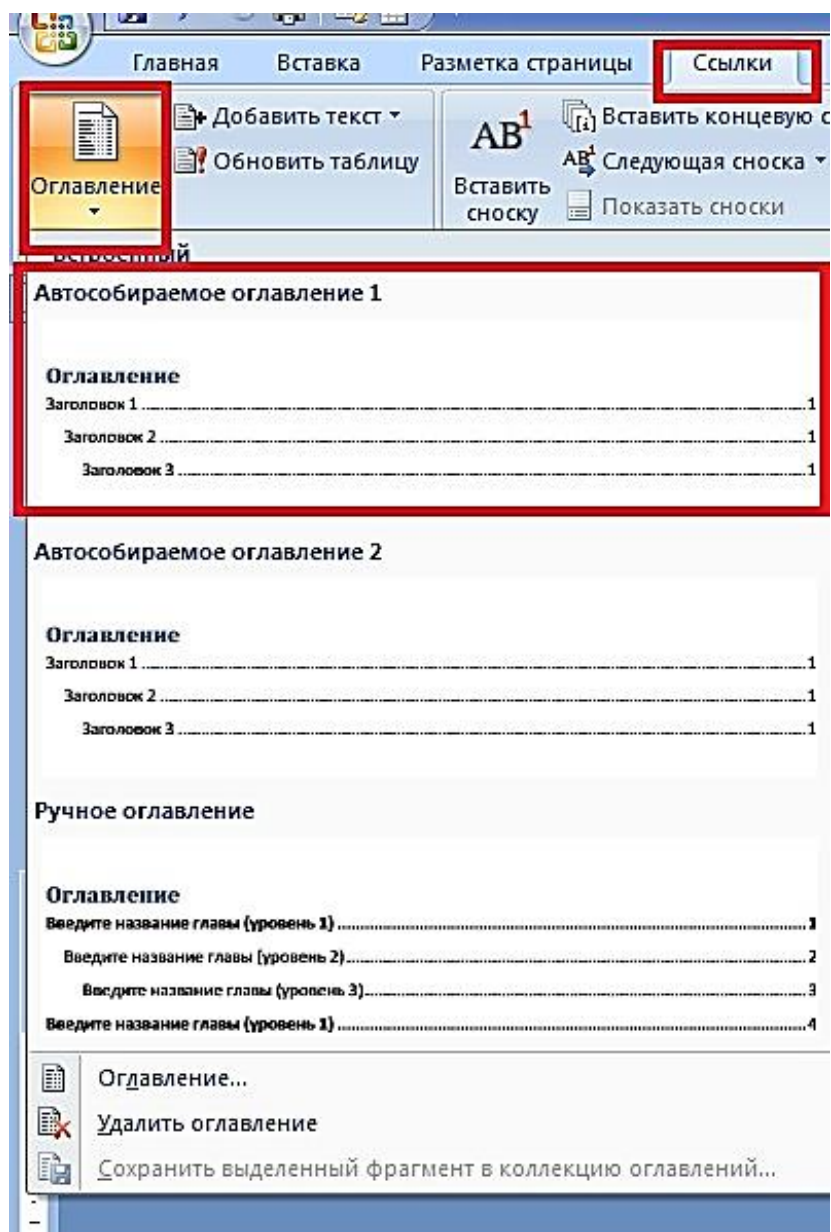 Главная Вставка Разметка страницы Ссылки
Добавить текст
Обновить таблицу
Оглавление
AB1
Вставить сноску
Вставить концевую с
AB1 Следующая сноска
Показать сноски
Встроенный
Автособираемое оглавление 1
Оглавление
Заголовок 1 1
Заголовок 2 1
Заголовок 3 1
Автособираемое оглавление 2
Оглавление
Заголовок 1 1
Заголовок 2 1
Заголовок 3 1
Ручное оглавление
Оглавление
Введите название главы (уровень 1) 1
Введите название главы (уровень 2) 2
Введите название главы (уровень 3) 3
Введите название главы (уровень 1) 4
Оглавление...
Удалить оглавление
Сохранить выделенный фрагмент в коллекцию оглавлений...